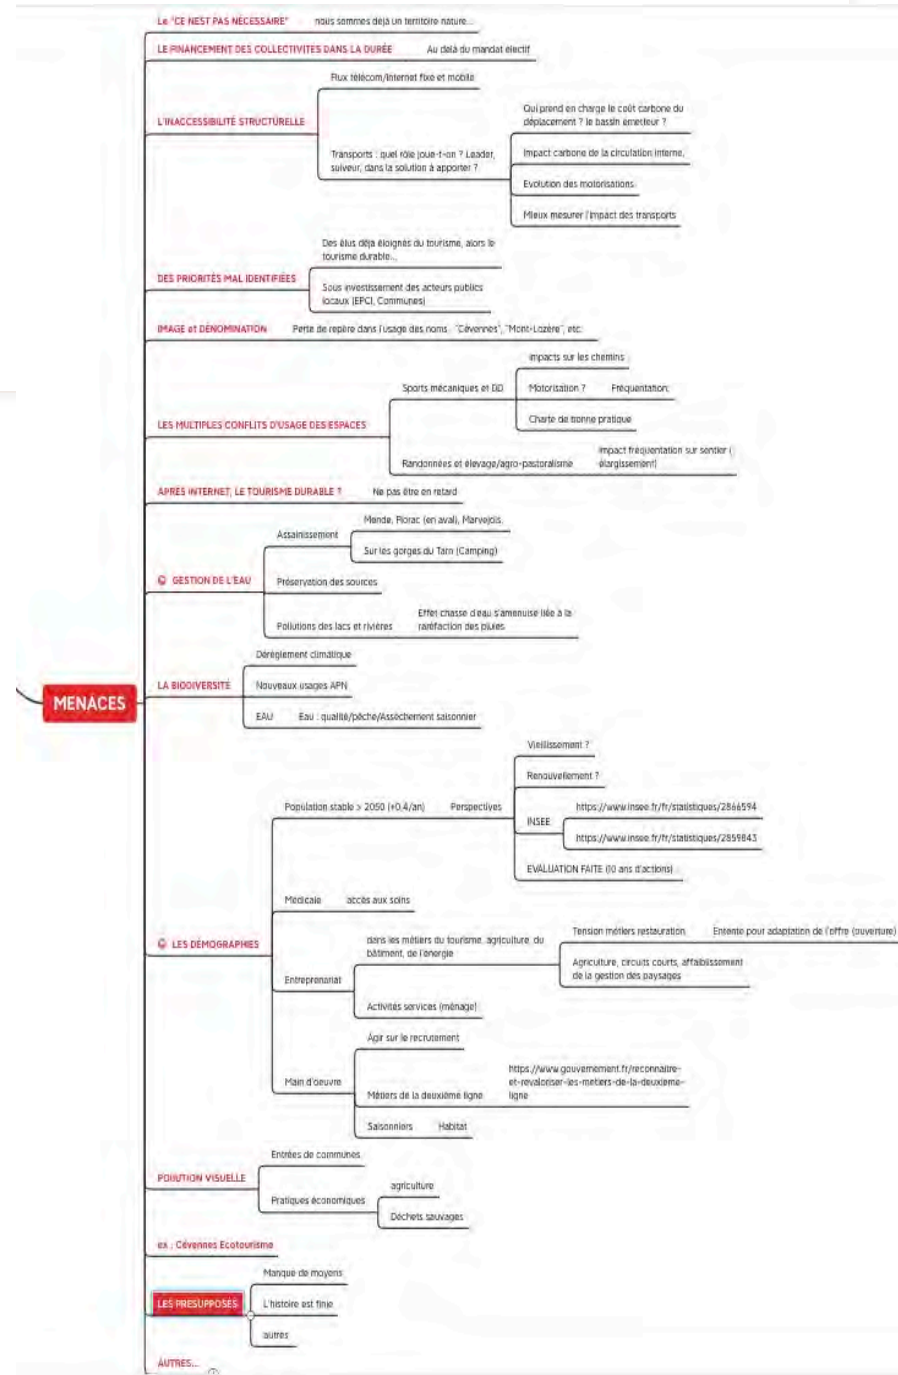 Le "CE NEST PAS NÉCESSAIRE" nous sommes déjà un territoire nature...
LE FINANCEMENT DES COLLECTIVITÉS DANS LA DURÉE Au delà du mandat électif
L'INACCESSIBILITÉ STRUCTURELLE
Flux télécom/Internet fixe et mobile
Transports : quel rôle joue-t-on ? Leader,
suiveur, dans la solution à apporter ?
Qui prend en charge le coût carbone du
déplacement ? le bassin émetteur ?
Impact carbone de la circulation interne,
Evolution des motorisations
Mieux mesurer l'impact des transports
DES PRIORITÉS MAL IDENTIFIÉES
Des élus déjà éloignés du tourisme, alors le
tourisme durable...
Sous investissement des acteurs publics
locaux (EPCI, Communes)
IMAGE et DÉNOMINATION Perte de repère dans l'usage des noms "Cévennes", "Mont-Lozère", etc.
LES MULTIPLES CONFLITS D'USAGE DES ESPACES
Sports mécaniques et DD
impacts sur les chemins
Motorisation ? Fréquentation;
Charte de bonne pratique
Randonnées et élevage/agro-pastoralisme
Impact fréquentation sur sentier (
élargissement)
APRÈS INTERNET, LE TOURISME DURABLE ? Ne pas être en retard
GESTION DE L'EAU
Assainissement
Mende, Florac (en aval), Marvejols,
Sur les gorges du Tarn (Camping)
Préservation des sources
Pollutions des lacs et rivières
Effet chasse d'eau s'amenuise liée à la
raréfaction des pluies
MENACES
LA BIODIVERSITÉ
Dérèglement climatique
Nouveaux usages APN
EAU Eau : qualité/pêche/Assèchement saisonnier
LES DÉMOGRAPHIES
Population stable > 2050 (+0,4/an) Perspectives
Vieillissement ?
Renouvellement ?
INSEE
https://www.insee.fr/fr/statistiques/2866594
https://www.insee.fr/fr/statistiques/2859843
EVALUATION FAITE (10 ans d'actions)
Médicale accès aux soins
Entreprenariat
dans les métiers du tourisme, agriculture, du
bâtiment, de l'énergie
Tension métiers restauration Entente pour adaptation de l'offre (ouverture)
Agriculture, circuits courts, affaiblissement
de la gestion des paysages
Activités services (ménage)
Main d'oeuvre
Agir sur le recrutement
Métiers de la deuxième ligne
https://www.gouvernement.fr/reconnaitre-
et-revaloriser-les-metiers-de-la-deuxieme-
ligne
Saisonniers Habitat
POLLUTION VISUELLE
Entrées de communes
Pratiques économiques
agriculture
Déchets sauvages
ex : Cévennes Ecotourisme
LES PRÉSUPPOSÉS
Manque de moyens
L'histoire est finie
autres
AUTRES...